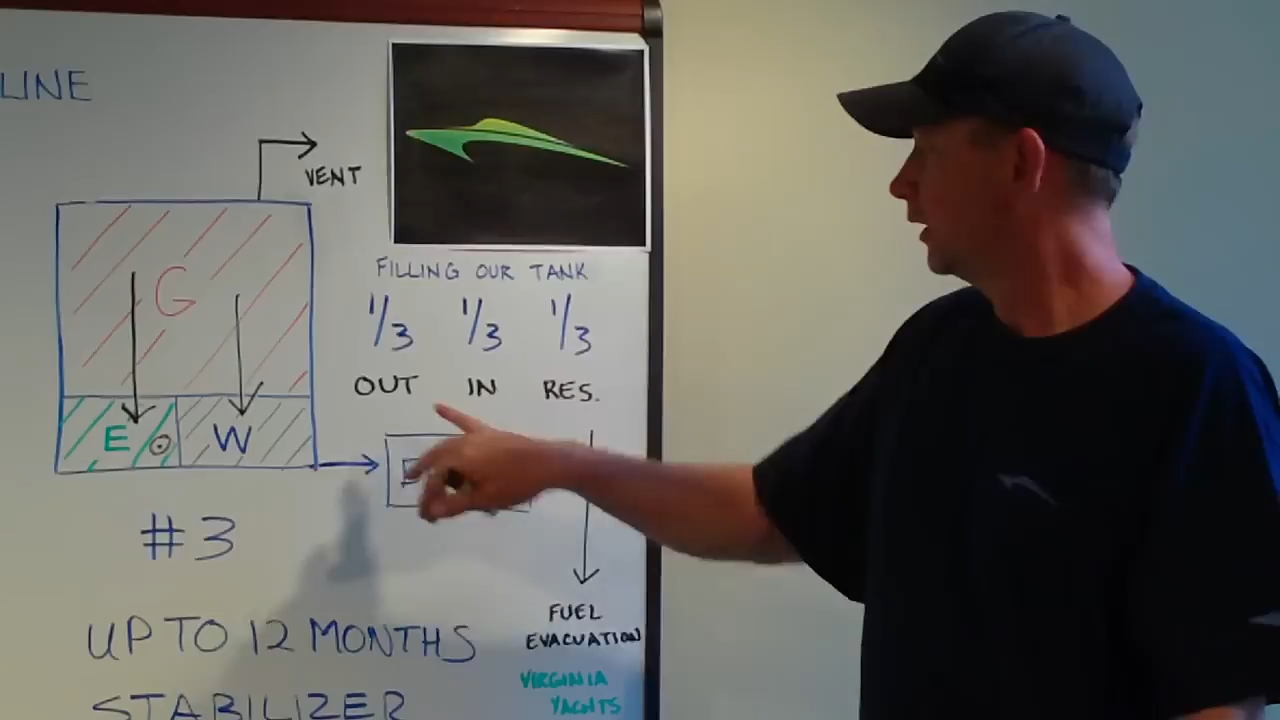 LINE
VENT
G
E W
FILLING OUR TANK
1/3 1/3 1/3
OUT IN RES.
#3
FUEL
EVACUATION
UP TO 12 MONTHS
STABILIZER
VIRGINIA
YACHTS